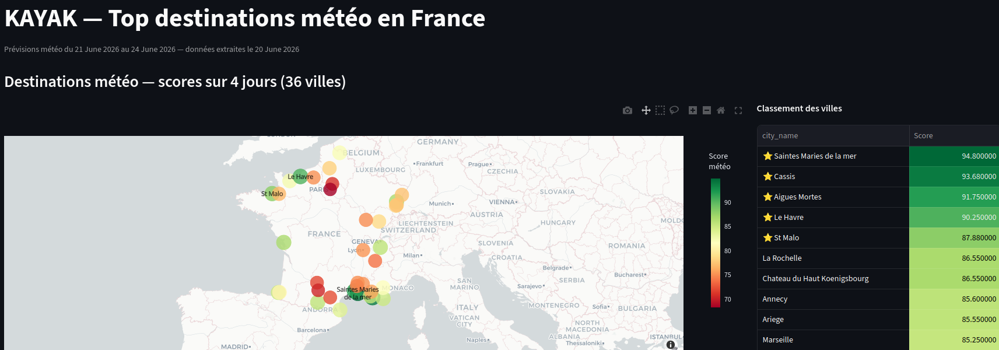 KAYAK — Top destinations météo en France
Prévisions météo du 21 June 2026 au 24 June 2026 — données extraites le 20 June 2026
Destinations météo — scores sur 4 jours (36 villes)
Classement des villes
city_name Score
⭐ Saintes Maries de la mer 94.800000
⭐ Cassis 93.680000
⭐ Aigues Mortes 91.750000
⭐ Le Havre 90.250000
⭐ St Malo 87.880000
La Rochelle 86.550000
Chateau du Haut Koenigsbourg 86.550000
Annecy 85.600000
Ariege 85.550000
Marseille 85.250000
Score
météo
90
85
80
75
70
GERMANY
BELGIUM
LUXEMBOURG
Frankfurt
Prague
CZECHIA
Le Havre
PARIS
St Malo
SLOVAKIA
Munich
VIENNA
AUSTRIA
LIECHTENSTEIN
SWITZERLAND
HUNGARY
FRANCE
GENEVA
SLOVENIA
ROMANIA
Lyon
Milan
CROATIA
Belgrade
Bucharest
SAN
MARINO
SERBIA
Sarajevo
Saintes Maries
de la mer
MONACO
MONTENEGRO
Sofia
BULGARIA
ANDORRA
ITALY
VATICAN
CITY
NORTH
MACEDONIA
Barcelona
ALBANIA
ISTANBUL
Naples
Thessaloniki
MADRID